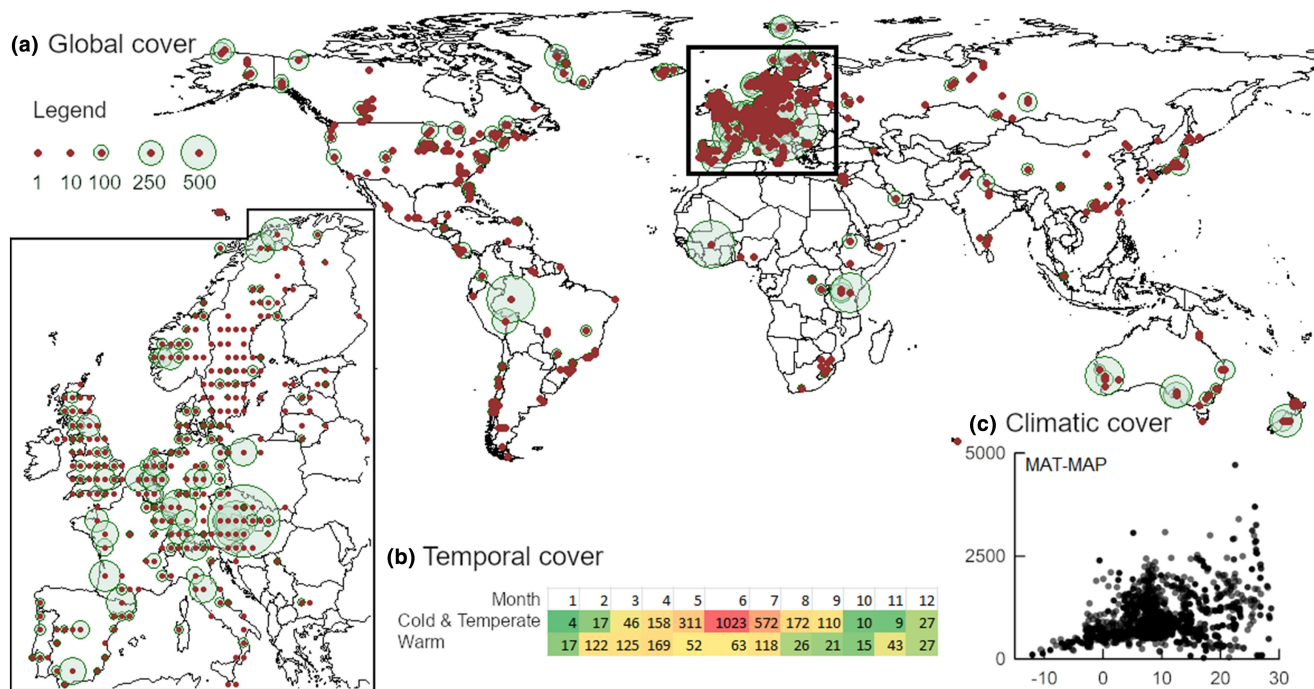 (a) Global cover
Legend
1 10 100 250 500
(b) Temporal cover
Month 1 2 3 4 5 6 7 8 9 10 11 12
Cold & Temperate 4 17 46 158 311 1023 572 172 110 10 9 27
Warm 17 122 125 169 52 63 118 26 21 15 43 27
(c) Climatic cover
5000
MAT-MAP
2500
0
-10 0 10 20 30